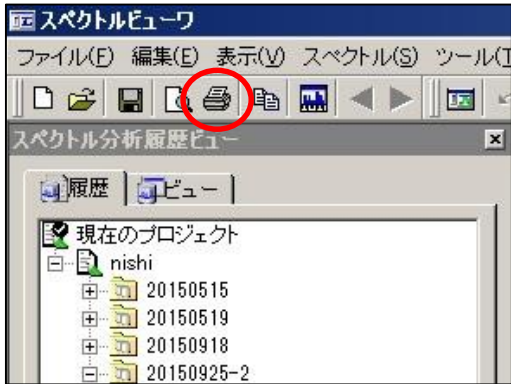 スペクトルビューワ
ファイル(F) 編集(E) 表示(V) スペクトル(S) ツール(T
スペクトル分析履歴ビュー
履歴 ビュー
現在のプロジェクト
nishi
20150515
20150519
20150918
20150925-2